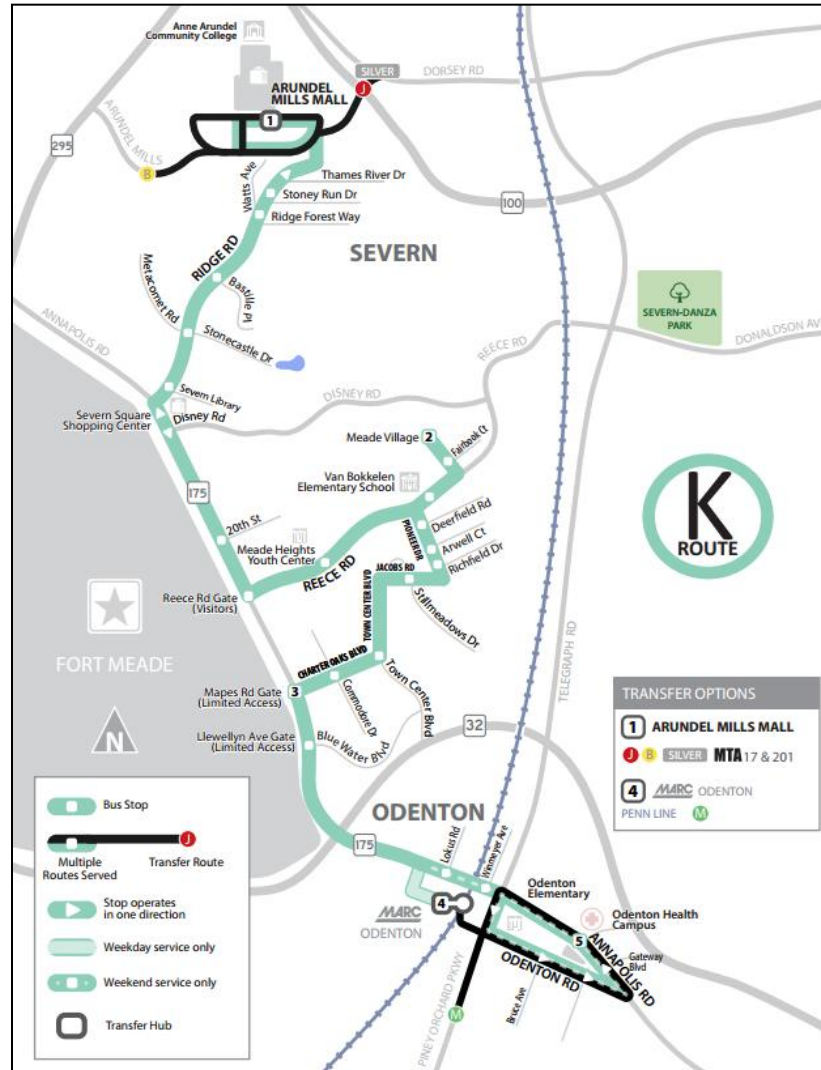 Anne Arundel
Community College
SILVER
J
DORSEY RD
ARUNDEL
MILLS MALL
1
ARUNDEL MILLS
295
B
Watts Ave
Thames River Dr
Stoney Run Dr
Ridge Forest Way
100
RIDGE RD
SEVERN
Metacomet Rd
Bastille Pl
SEVERN-DANZA
PARK
ANNAPOLIS RD
Stonecastle Dr
REECE RD
DONALDSON AV
Severn Library
DISNEY RD
Severn Square
Shopping Center
Disney Rd
Meade Village
2
Fairbook Ct
Van Bokkelen
Elementary School
175
K
ROUTE
20th St
Deerfield Rd
PIONEER DR
Arwell Ct
Meade Heights
Youth Center
REECE RD
Richfield Dr
JACOBS RD
Reece Rd Gate
(Visitors)
TOWN CENTER BLVD
Stillmeadows Dr
TELEGRAPH RD
FORT MEADE
CHARTER OAKS BLVD
Mapes Rd Gate
(Limited Access)
3
Commodore Dr
Town Center Blvd
N
Llewellyn Ave Gate
(Limited Access)
Blue Water Blvd
32
TRANSFER OPTIONS
1 ARUNDEL MILLS MALL
J B SILVER MTA 17 & 201
4 MARC ODENTON
PENN LINE M
ODENTON
175
Lokus Rd
Winmeyer Ave
Odenton
Elementary
4
MARC
ODENTON
5
Odenton Health
Campus
ANNAPOLIS RD
Gateway
Blvd
ODENTON RD
Bruce Ave
PINEY ORCHARD PKWY
M
Bus Stop
J
Multiple
Routes Served
Transfer Route
Stop operates
in one direction
Weekday service only
Weekend service only
Transfer Hub